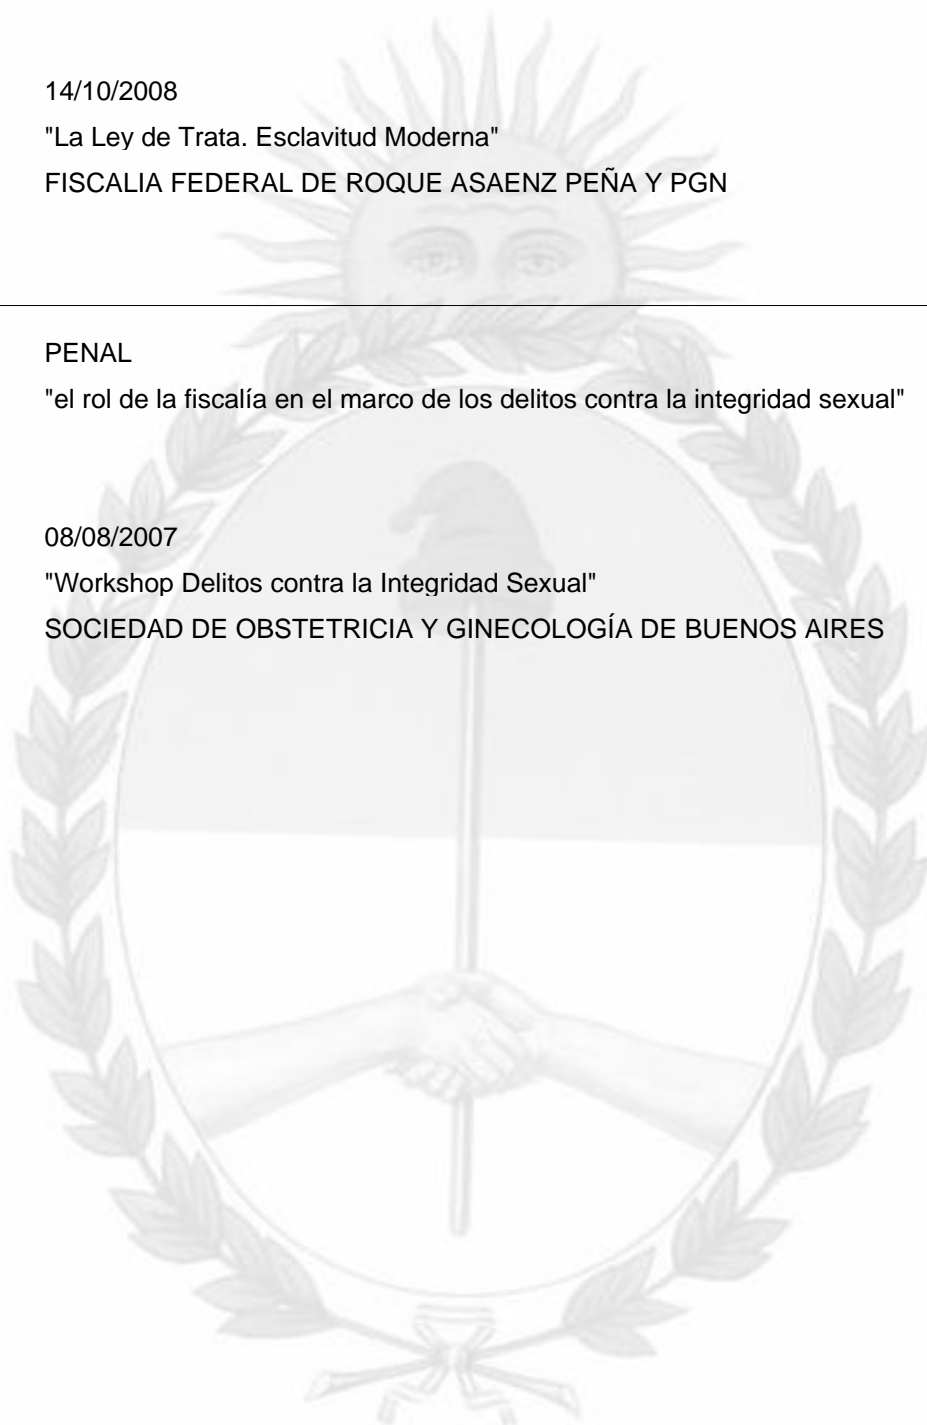 14/10/2008
"La Ley de Trata. Esclavitud Moderna"
FISCALIA FEDERAL DE ROQUE ASAENZ PEÑA Y PGN
PENAL
"el rol de la fiscalía en el marco de los delitos contra la integridad sexual"
08/08/2007
"Workshop Delitos contra la Integridad Sexual"
SOCIEDAD DE OBSTETRICIA Y GINECOLOGÍA DE BUENOS AIRES